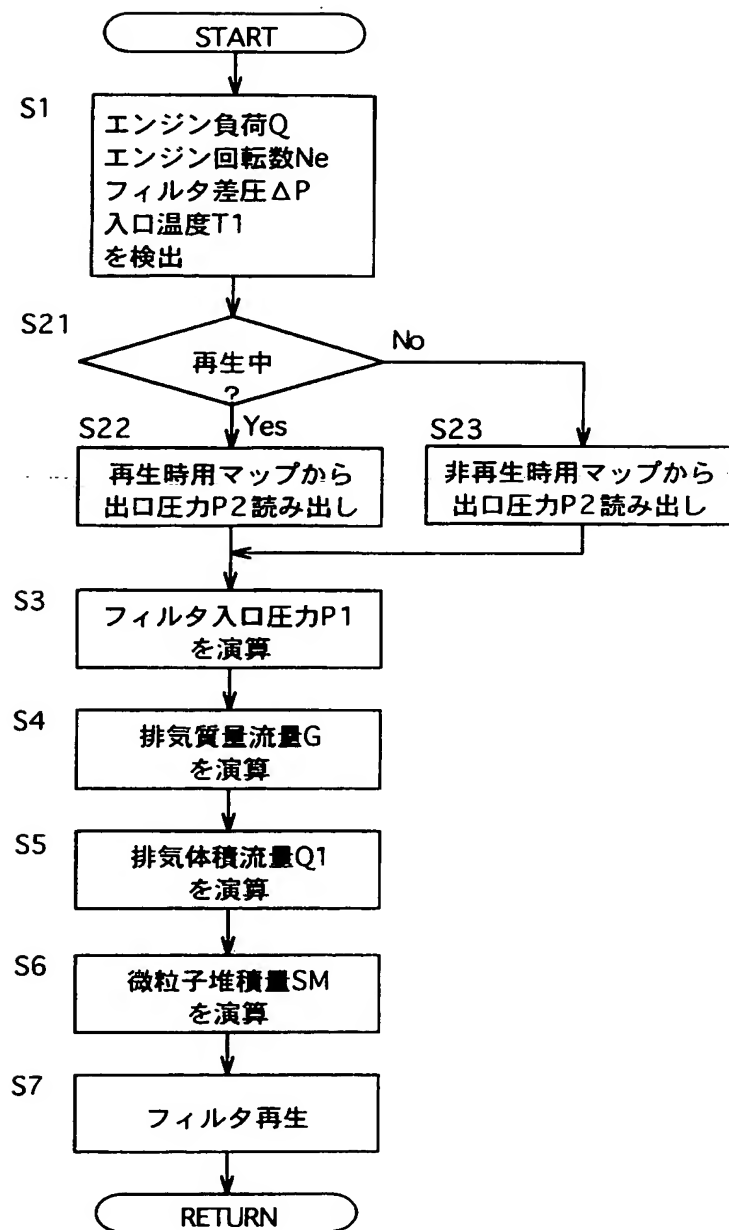 START
S1
エンジン負荷Q
エンジン回転数Ne
フィルタ差圧ΔP
入口温度T1
を検出
S21
再生中
?
No
Yes
S22
再生時用マップから
出口圧力P2読み出し
S23
非再生時用マップから
出口圧力P2読み出し
S3
フィルタ入口圧力P1
を演算
S4
排気質量流量G
を演算
S5
排気体積流量Q1
を演算
S6
微粒子堆積量SM
を演算
S7
フィルタ再生
RETURN